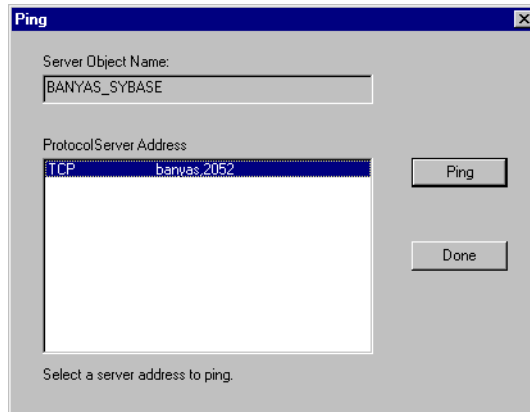 Ping
Server Object Name:
BANYAS_SYBASE
ProtocolServer Address
TCP banyas,2052
Ping
Done
Select a server address to ping.